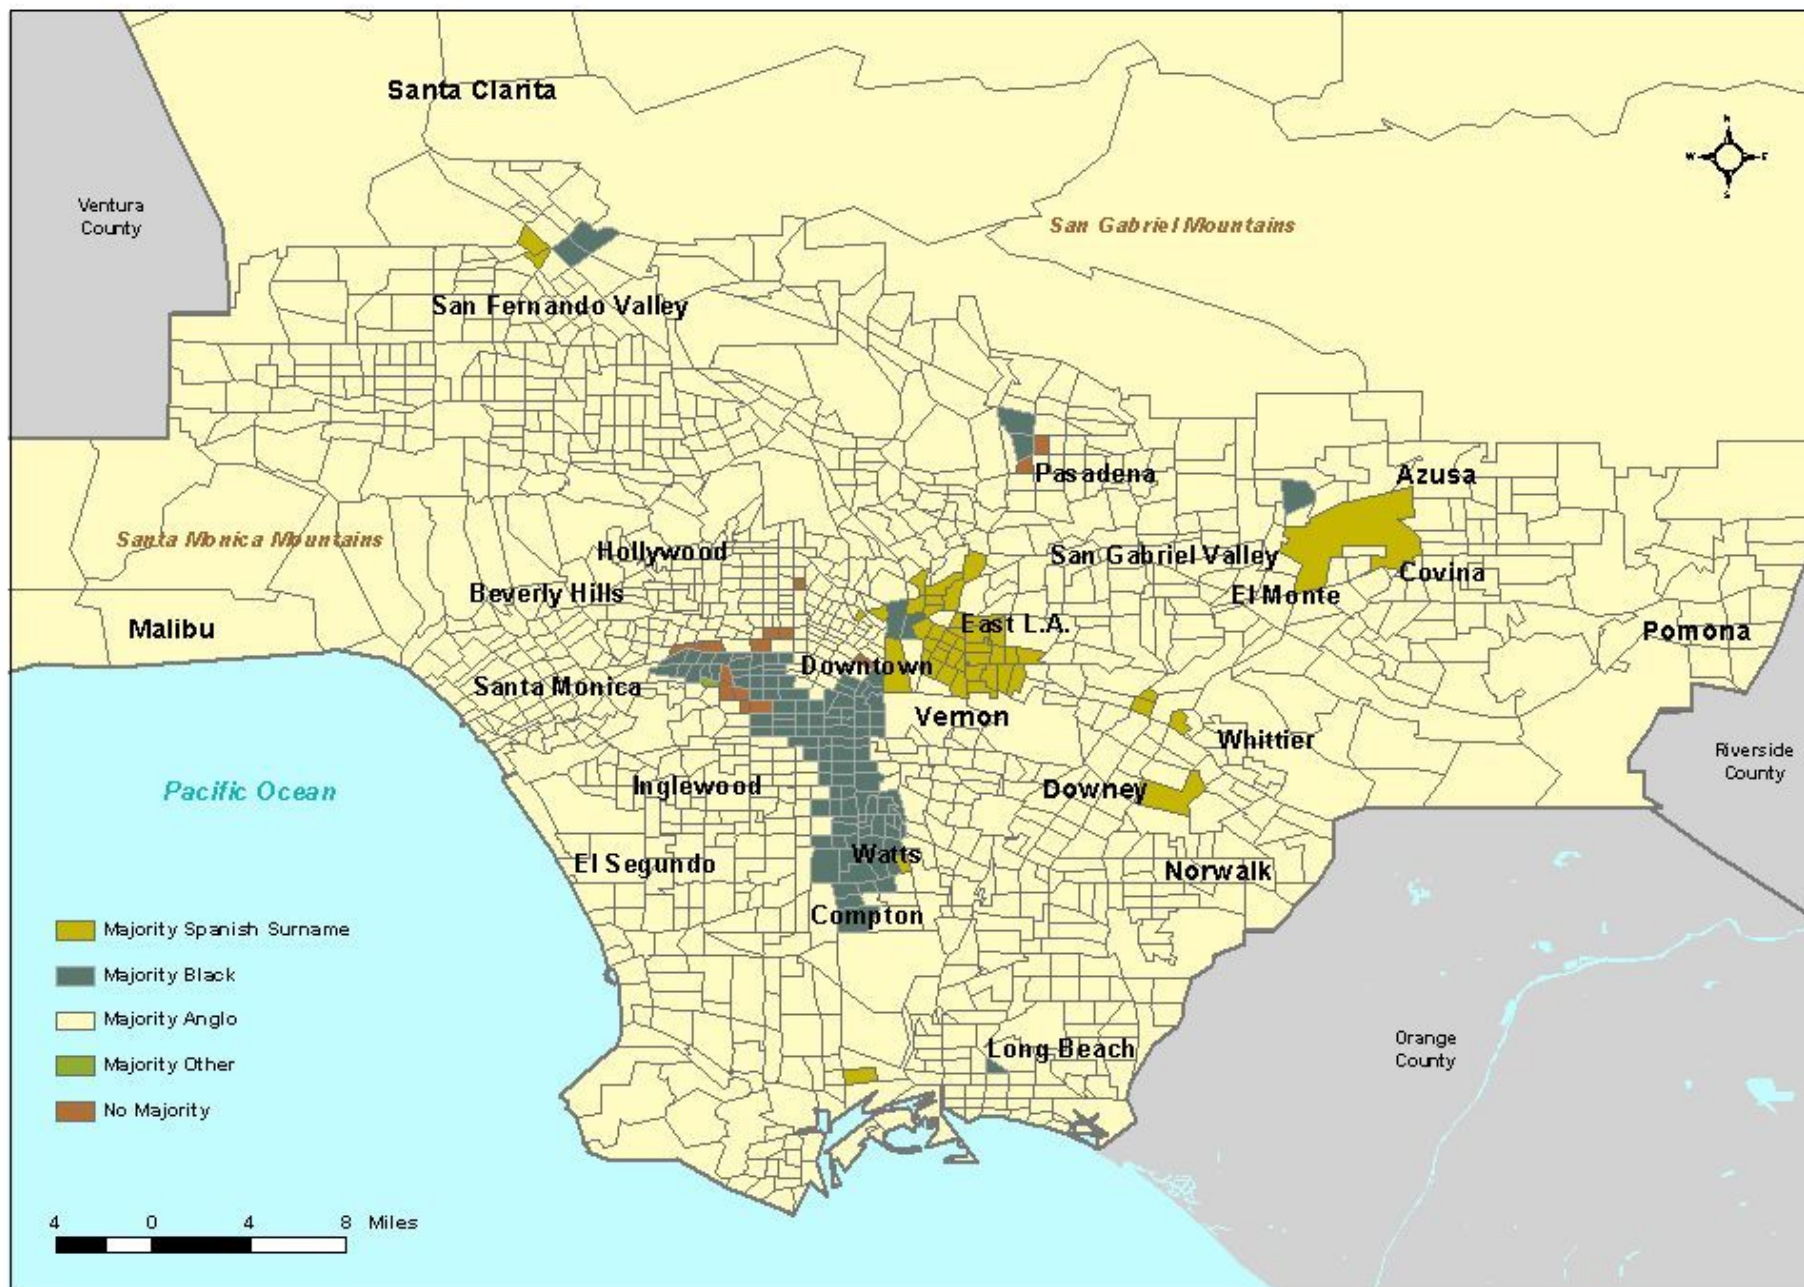 Santa Clarita
N
W
E
S
Ventura
County
San Gabriel Mountains
San Fernando Valley
Pasadena
Azusa
Santa Monica Mountains
Hollywood
San Gabriel Valley
Covina
Beverly Hills
El Monte
Malibu
East L.A.
Pomona
Downtown
Santa Monica
Vernon
Whittier
Riverside
County
Pacific Ocean
Inglewood
Downey
Watts
El Segundo
Norwalk
Compton
Majority Spanish Surname
Majority Black
Majority Anglo
Majority Other
No Majority
Long Beach
Orange
County
4 0 4 8 Miles